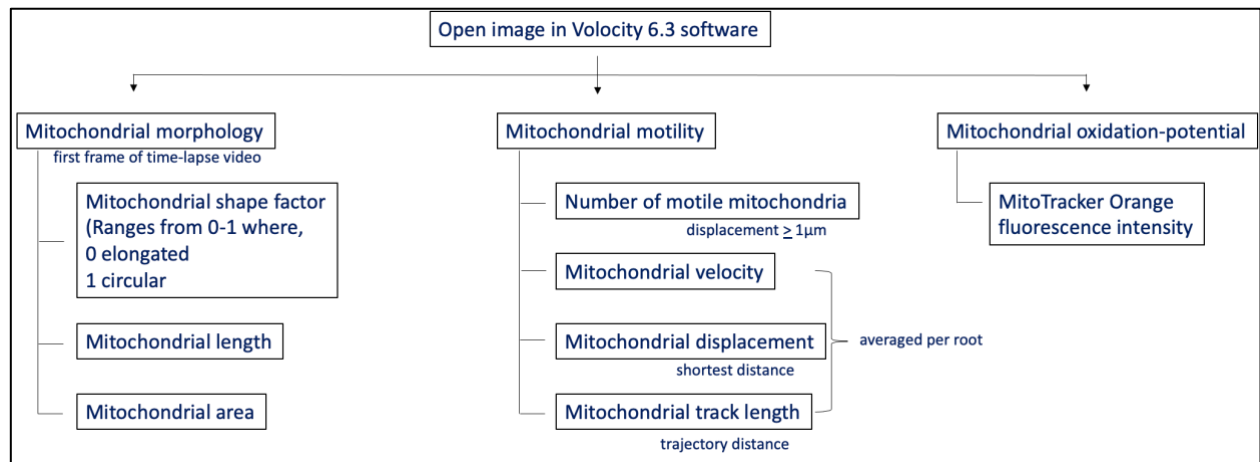 Open image in Volocity 6.3 software
Mitochondrial morphology
first frame of time-lapse video
Mitochondrial shape factor
(Ranges from 0-1 where,
0 elongated
1 circular
Mitochondrial length
Mitochondrial area
Mitochondrial motility
Number of motile mitochondria
displacement ≥ 1µm
Mitochondrial velocity
Mitochondrial displacement
shortest distance
Mitochondrial track length
trajectory distance
averaged per root
Mitochondrial oxidation-potential
MitoTracker Orange
fluorescence intensity